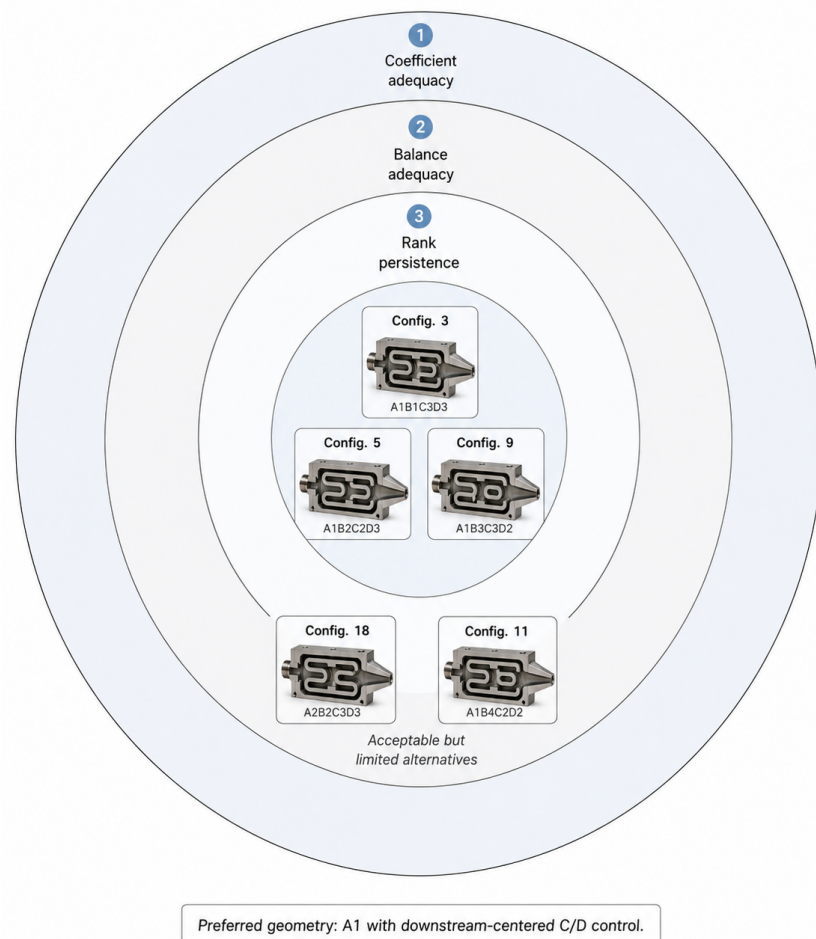 1
Coefficient
adequacy
2
Balance
adequacy
3
Rank
persistence
Config. 3
A1B1C3D3
Config. 5
A1B2C2D3
Config. 9
A1B3C3D2
Config. 18
A2B2C3D3
Config. 11
A1B4C2D2
Acceptable but
limited alternatives
Preferred geometry: A1 with downstream-centered C/D control.